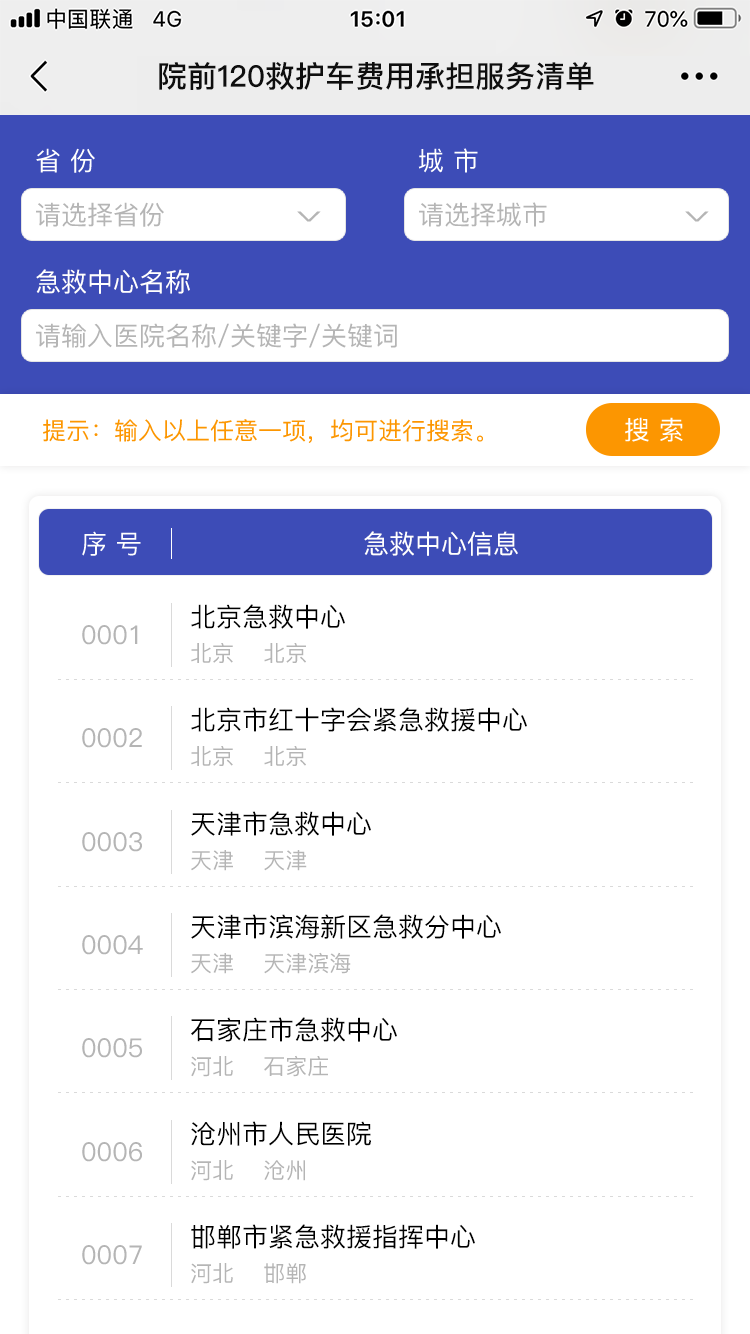 中国联通 4G 15:01 70%
院前120救护车费用承担服务清单
省 份 城 市
请选择省份 请选择城市
急救中心名称
请输入医院名称/关键字/关键词
提示：输入以上任意一项，均可进行搜索。 搜 索
序 号 急救中心信息
北京急救中心
0001
北京 北京
北京市红十字会紧急救援中心
0002
北京 北京
天津市急救中心
0003
天津 天津
天津市滨海新区急救分中心
0004
天津 天津滨海
石家庄市急救中心
0005
河北 石家庄
沧州市人民医院
0006
河北 沧州
邯郸市紧急救援指挥中心
0007
河北 邯郸